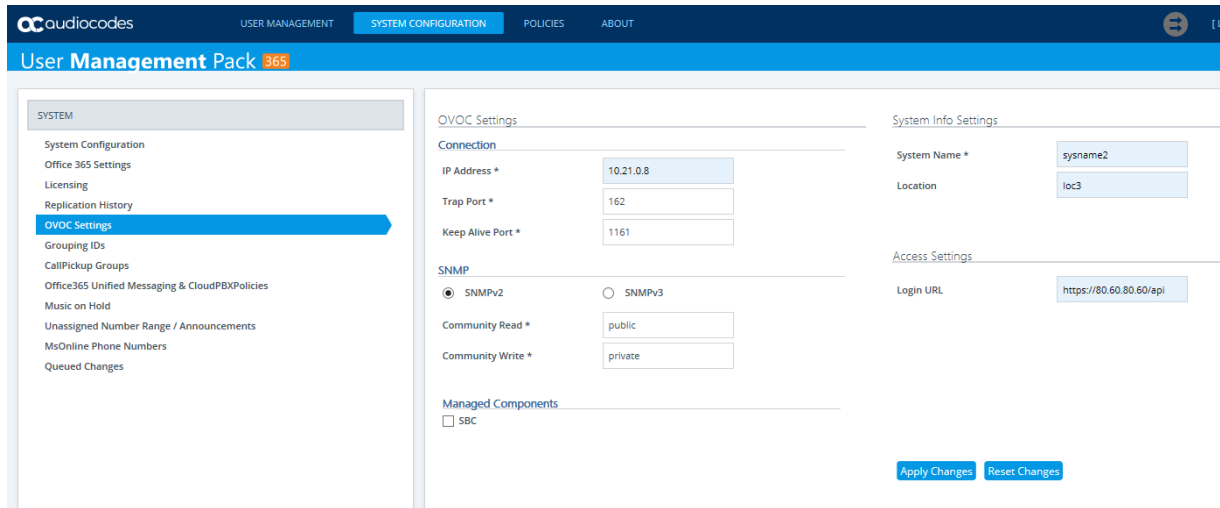 audiocodes
USER MANAGEMENT
SYSTEM CONFIGURATION
POLICIES
ABOUT
User Management Pack 365
SYSTEM
System Configuration
Office 365 Settings
Licensing
Replication History
OVOC Settings
Grouping IDs
CallPickup Groups
Office365 Unified Messaging & CloudPBXPolicies
Music on Hold
Unassigned Number Range / Announcements
MsOnline Phone Numbers
Queued Changes
OVOC Settings
Connection
IP Address * 10.21.0.8
Trap Port * 162
Keep Alive Port * 1161
SNMP
SNMPv2 SNMPv3
Community Read * public
Community Write * private
Managed Components
SBC
System Info Settings
System Name * sysname2
Location loc3
Access Settings
Login URL https://80.60.80.60/api
Apply Changes Reset Changes